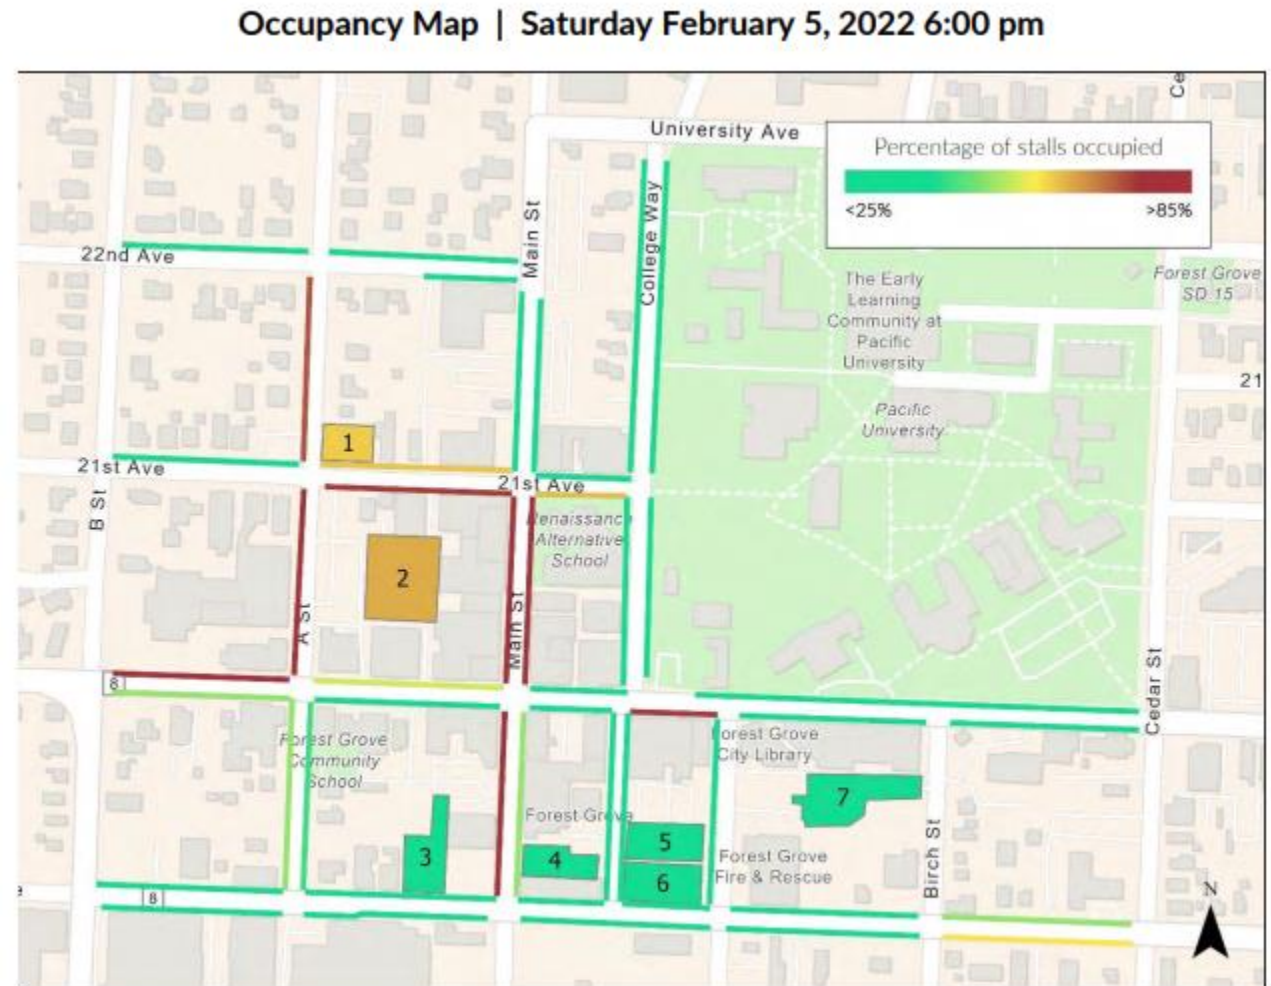 Occupancy Map | Saturday February 5, 2022 6:00 pm
Ce
University Ave
Percentage of stalls occupied
<25%
>85%
Main St
College Way
22nd Ave
The Early
Learning
Community at
Pacific
University
Forest Grove
SD 15
21
Pacific
University
1
21st Ave
21st Ave
B St
Renaissanc
Alternative
School
2
A St
Main St
8
Cedar St
Forest Grove
Community
School
Forest Grove
City Library
7
Forest Grove
3
4
5
6
Forest Grove
Fire & Rescue
Birch St
8
N